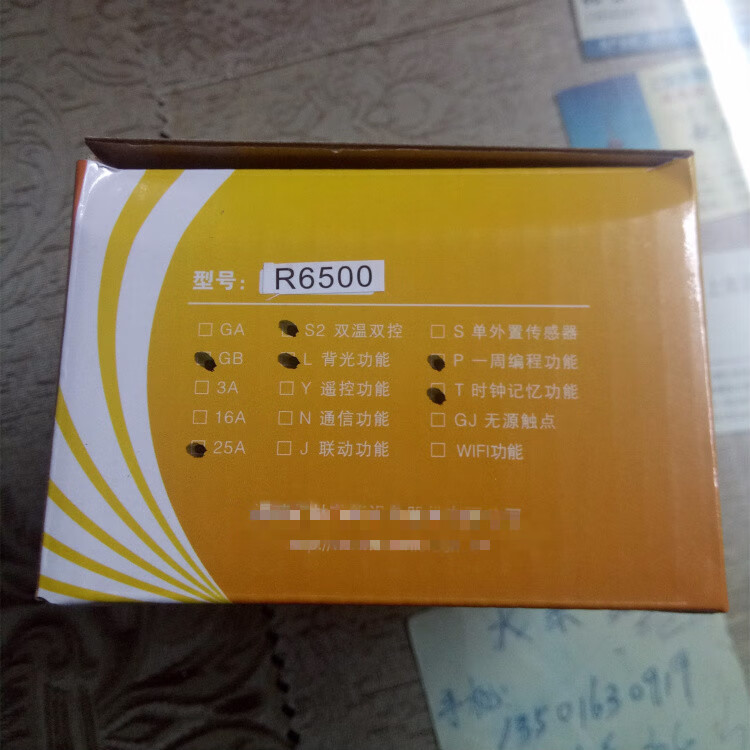 型号: R6500
GA S2 双温双控 S 单外置传感器
GB L 背光功能 P 一周编程功能
3A Y 遥控功能 T 时钟记忆功能
16A N 通信功能 GJ 无源触点
25A J 联动功能 WIFI功能
手机:
13501630919